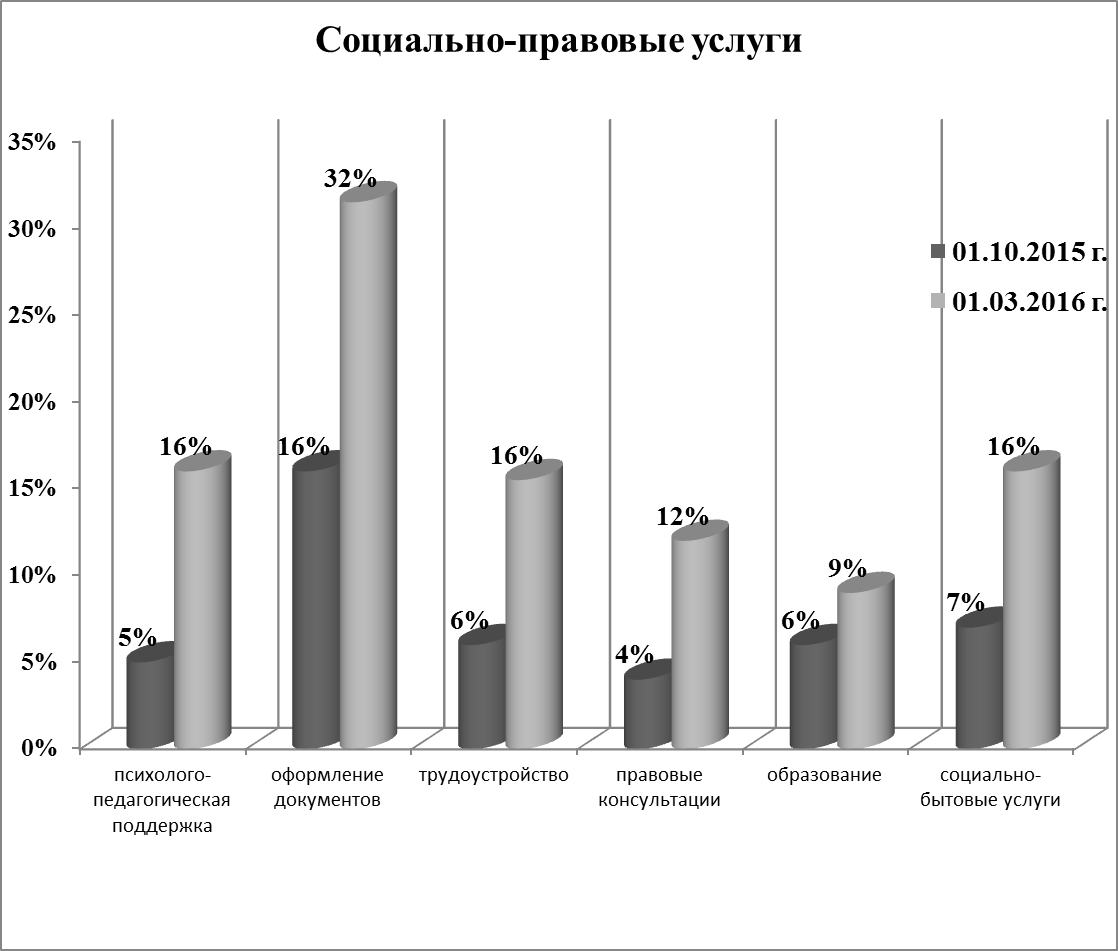 Социально-правовые услуги
35%
30%
25%
20%
15%
10%
5%
0%
5%
16%
16%
32%
6%
16%
4%
12%
6%
9%
7%
16%
01.10.2015 г.
01.03.2016 г.
психолого-
педагогическая
поддержка
оформление
документов
трудоустройство
правовые
консультации
образование
социально-
бытовые услуги